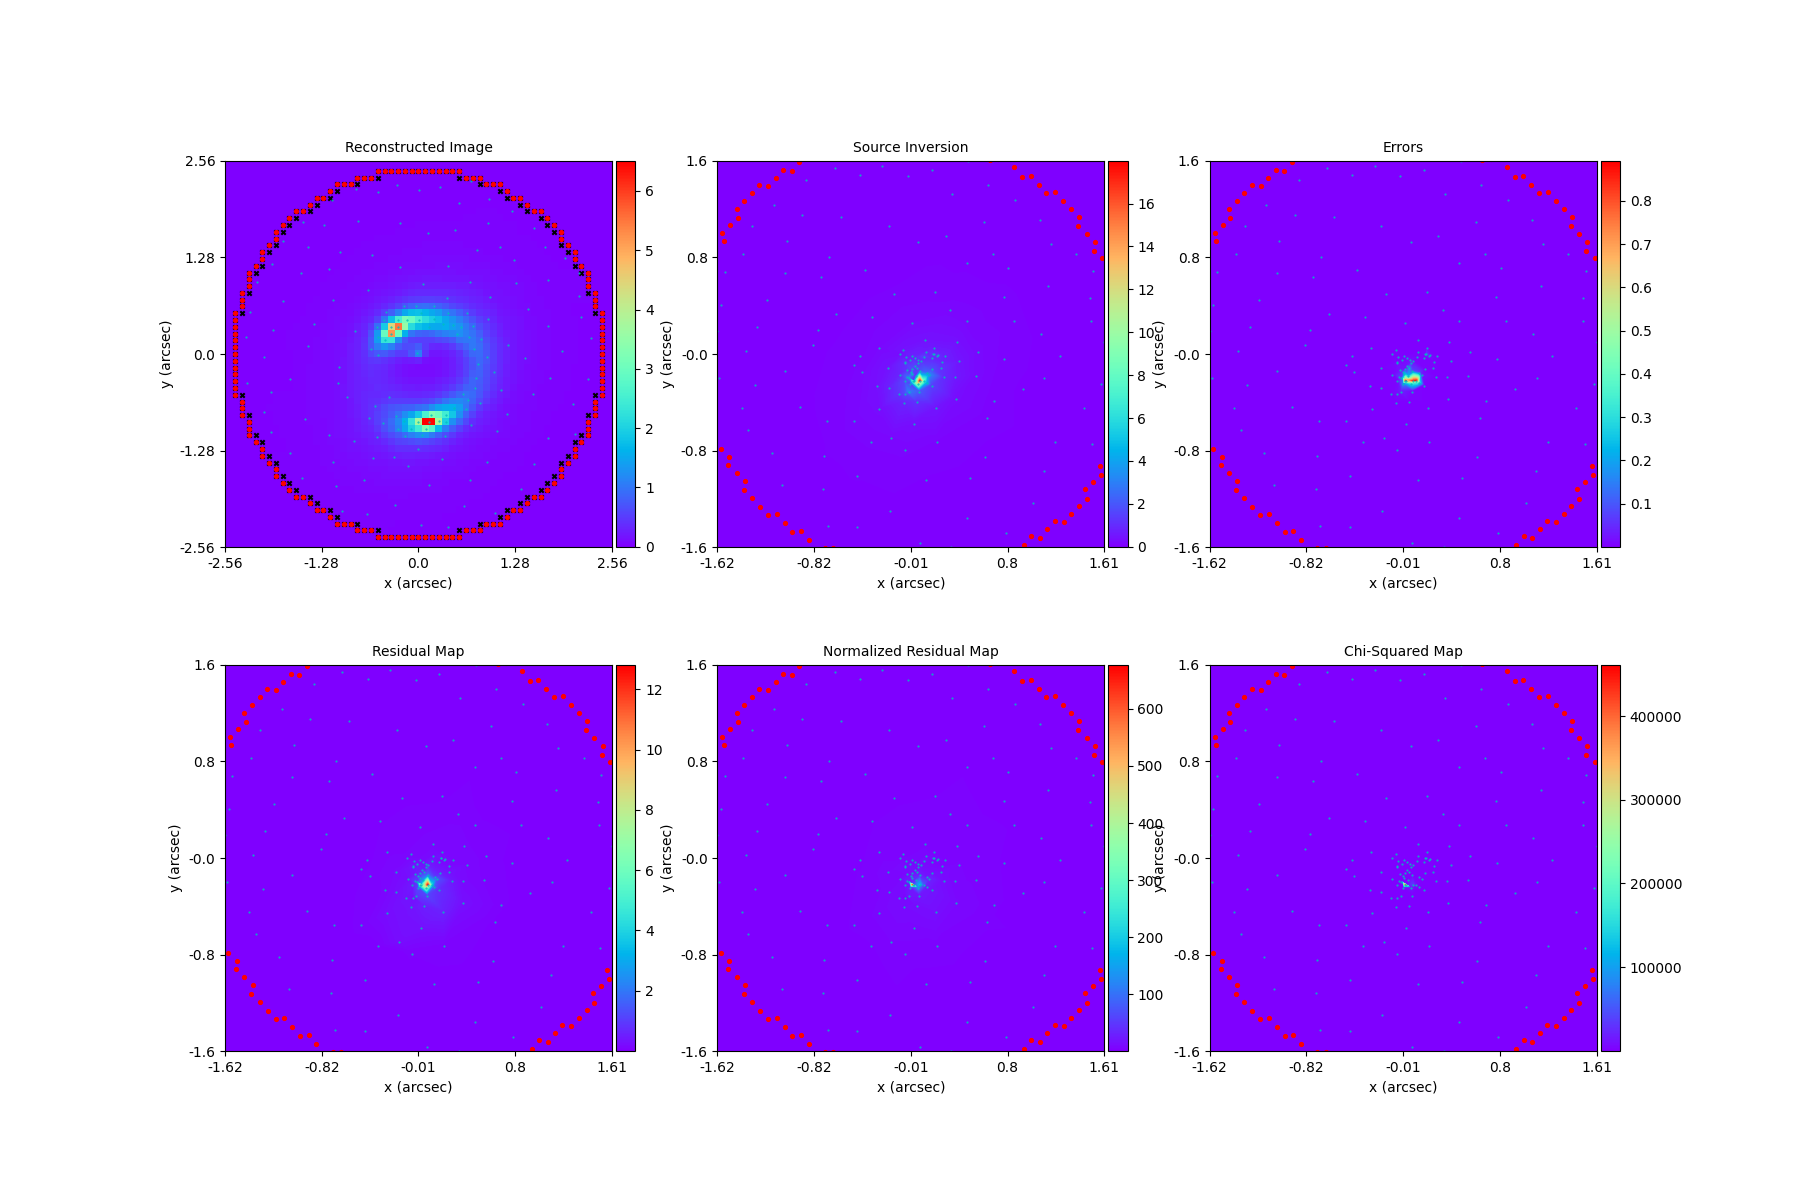 Reconstructed Image
2.56
1.28
0.0
-1.28
-2.56
y (arcsec)
-2.56 -1.28 0.0 1.28 2.56
x (arcsec)
6
5
4
3
2
1
0
Source Inversion
1.6
0.8
-0.0
-0.8
-1.6
y (arcsec)
-1.62 -0.82 -0.01 0.8 1.61
x (arcsec)
16
14
12
10
8
6
4
2
0
Errors
1.6
0.8
-0.0
-0.8
-1.6
y (arcsec)
-1.62 -0.82 -0.01 0.8 1.61
x (arcsec)
0.8
0.7
0.6
0.5
0.4
0.3
0.2
0.1
Residual Map
1.6
0.8
-0.0
-0.8
-1.6
y (arcsec)
-1.62 -0.82 -0.01 0.8 1.61
x (arcsec)
12
10
8
6
4
2
Normalized Residual Map
1.6
0.8
-0.0
-0.8
-1.6
y (arcsec)
-1.62 -0.82 -0.01 0.8 1.61
x (arcsec)
600
500
400
300
200
100
Chi-Squared Map
1.6
0.8
-0.0
-0.8
-1.6
y (arcsec)
-1.62 -0.82 -0.01 0.8 1.61
x (arcsec)
400000
300000
200000
100000